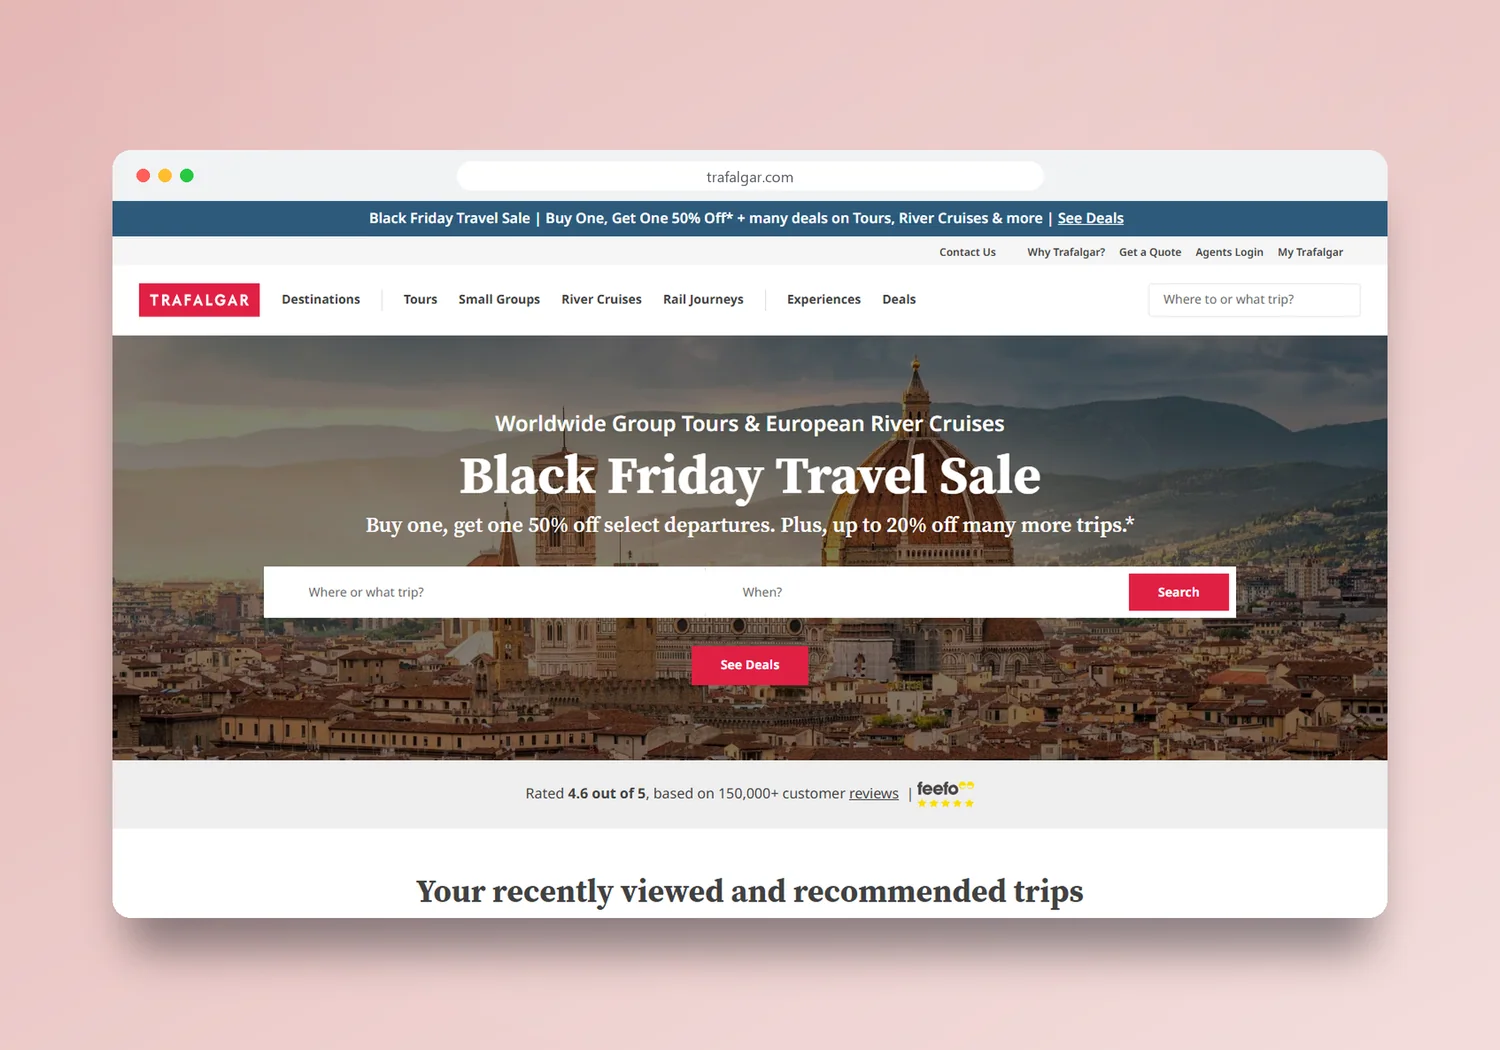 trafalgar.com
Black Friday Travel Sale | Buy One, Get One 50% Off* + many deals on Tours, River Cruises & more | See Deals
Contact Us Why Trafalgar? Get a Quote Agents Login My Trafalgar
TRAFALGAR Destinations Tours Small Groups River Cruises Rail Journeys Experiences Deals Where to or what trip?
Worldwide Group Tours & European River Cruises
Black Friday Travel Sale
Buy one, get one 50% off select departures. Plus, up to 20% off many more trips.*
Where or what trip? When? Search
See Deals
Rated 4.6 out of 5, based on 150,000+ customer reviews | feefo
Your recently viewed and recommended trips